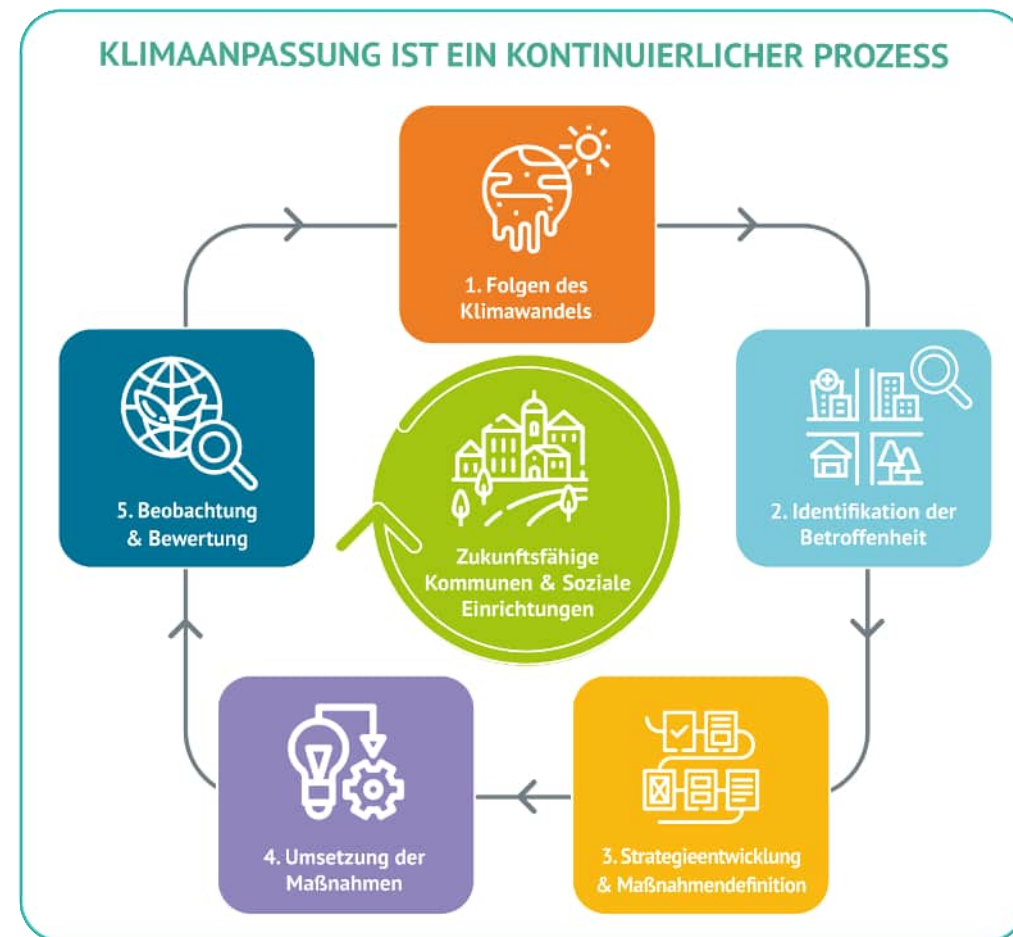 KLIMAANPASSUNG IST EIN KONTINUIERLICHER PROZESS
1. Folgen des
Klimawandels
2. Identifikation der
Betroffenheit
3. Strategieentwicklung
& Maßnahmendefinition
4. Umsetzung der
Maßnahmen
5. Beobachtung
& Bewertung
Zukunftsfähige
Kommunen & Soziale
Einrichtungen